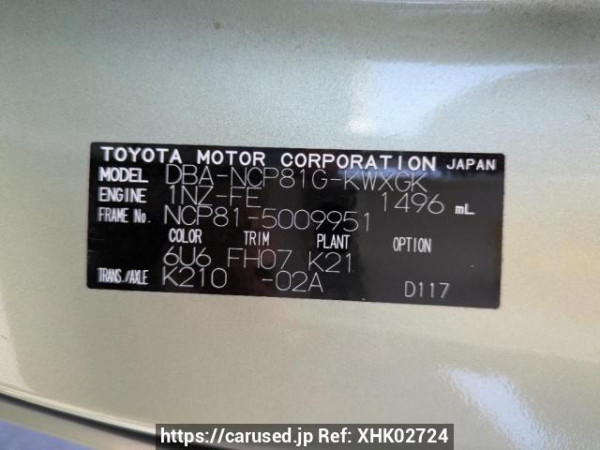 TOYOTA MOTOR CORPORATION JAPAN
MODEL DBA-NCP81G-KWXGK
ENGINE 1NZ-FE 1496 mL
FRAME No. NCP81-5009951
COLOR TRIM PLANT OPTION
6U6 FH07 K21
TRANS./AXLE K210 -02A D117
https://carused.jp Ref: XHK02724